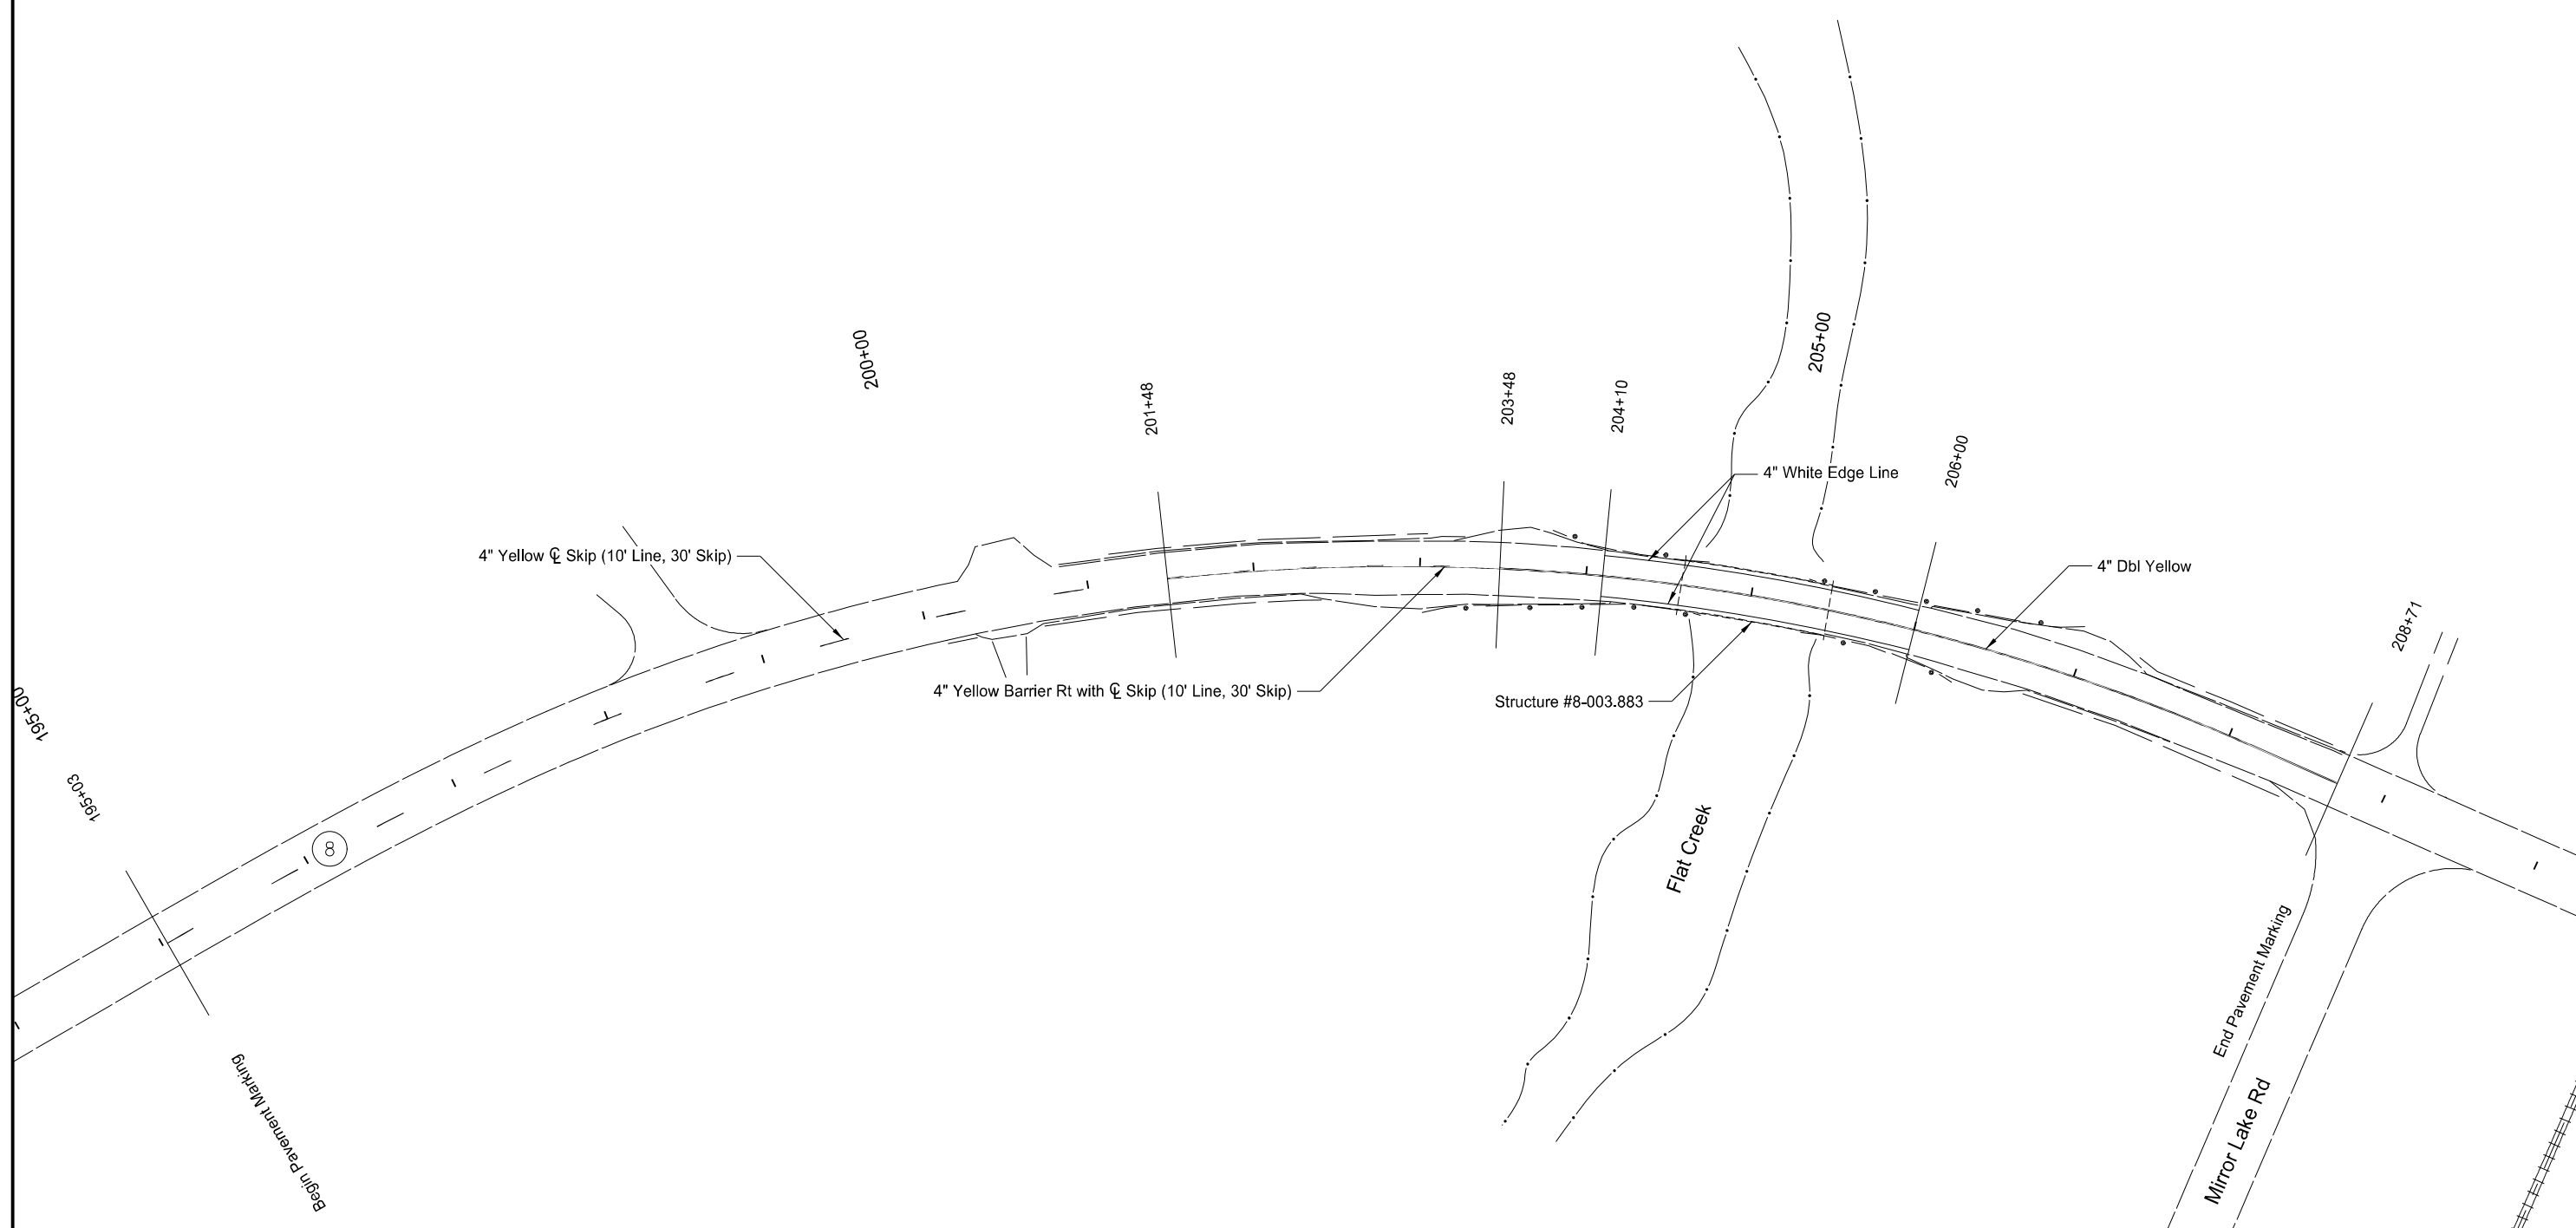 200+00
205+00
201+48
203+48
204+10
206+00
4" White Edge Line
4" Yellow ℄ Skip (10' Line, 30' Skip)
4" Dbl Yellow
208+71
4" Yellow Barrier Rt with ℄ Skip (10' Line, 30' Skip)
Structure #8-003.883
195+00
195+03
8
Flat Creek
End Pavement Marking
Begin Pavement Marking
Mirror Lake Rd